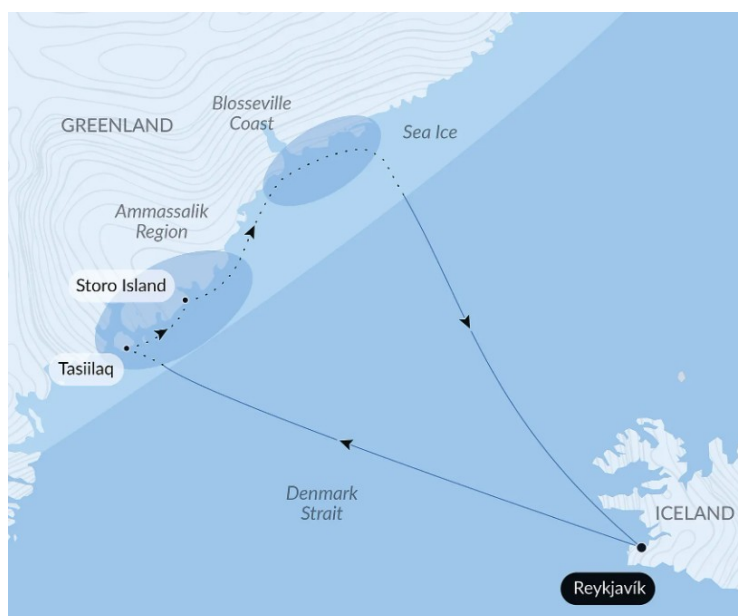 Blosseville
Coast
GREENLAND
Sea Ice
Ammassalik
Region
Storo Island
Tasiilaq
Denmark
Strait
ICELAND
Reykjavík